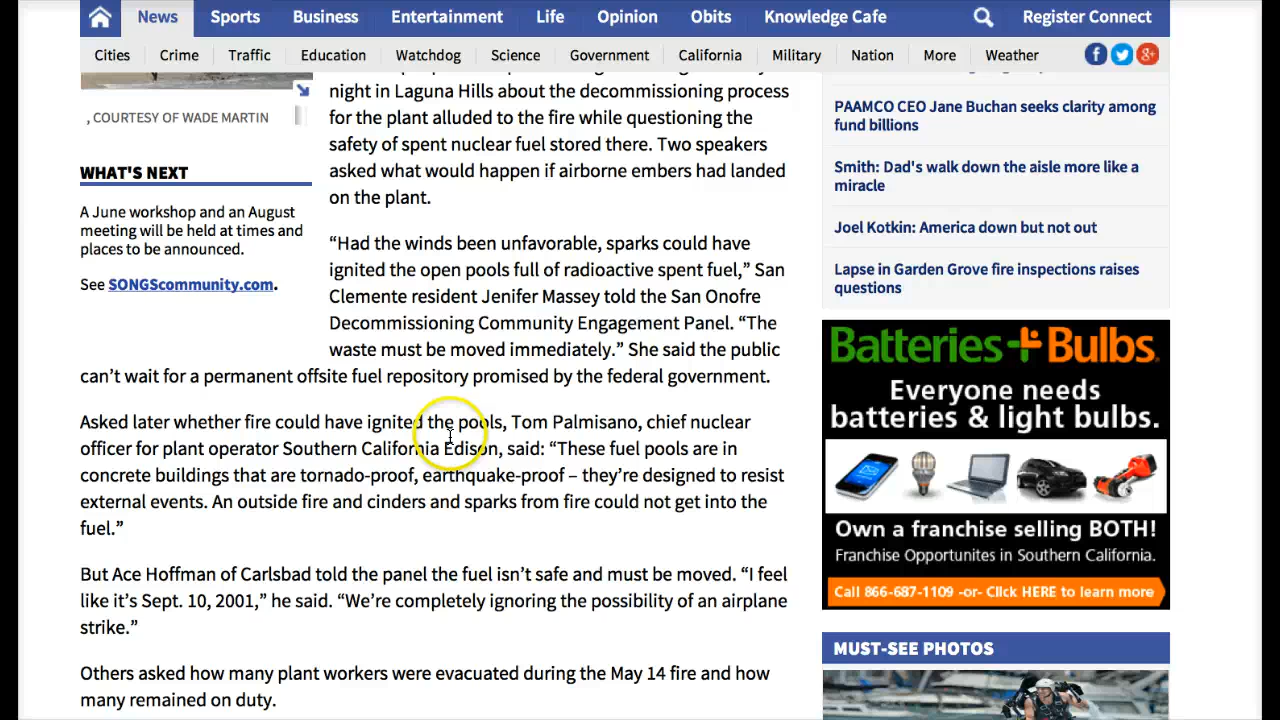 News Sports Business Entertainment Life Opinion Obits Knowledge Cafe Register Connect
Cities Crime Traffic Education Watchdog Science Government California Military Nation More Weather
, COURTESY OF WADE MARTIN
WHAT'S NEXT
A June workshop and an August
meeting will be held at times and
places to be announced.
See SONGScommunity.com.
night in Laguna Hills about the decommissioning process
for the plant alluded to the fire while questioning the
safety of spent nuclear fuel stored there. Two speakers
asked what would happen if airborne embers had landed
on the plant.
“Had the winds been unfavorable, sparks could have
ignited the open pools full of radioactive spent fuel,” San
Clemente resident Jenifer Massey told the San Onofre
Decommissioning Community Engagement Panel. “The
waste must be moved immediately.” She said the public
can’t wait for a permanent offsite fuel repository promised by the federal government.
Asked later whether fire could have ignited the pools, Tom Palmisano, chief nuclear
officer for plant operator Southern California Edison, said: “These fuel pools are in
concrete buildings that are tornado-proof, earthquake-proof – they’re designed to resist
external events. An outside fire and cinders and sparks from fire could not get into the
fuel.”
But Ace Hoffman of Carlsbad told the panel the fuel isn’t safe and must be moved. “I feel
like it’s Sept. 10, 2001,” he said. “We’re completely ignoring the possibility of an airplane
strike.”
Others asked how many plant workers were evacuated during the May 14 fire and how
many remained on duty.
PAAMCO CEO Jane Buchan seeks clarity among
fund billions
Smith: Dad's walk down the aisle more like a
miracle
Joel Kotkin: America down but not out
Lapse in Garden Grove fire inspections raises
questions
Batteries+Bulbs.
Everyone needs
batteries & light bulbs.
Own a franchise selling BOTH!
Franchise Opportunites in Southern California.
Call 866-687-1109 -or- Click HERE to learn more
MUST-SEE PHOTOS